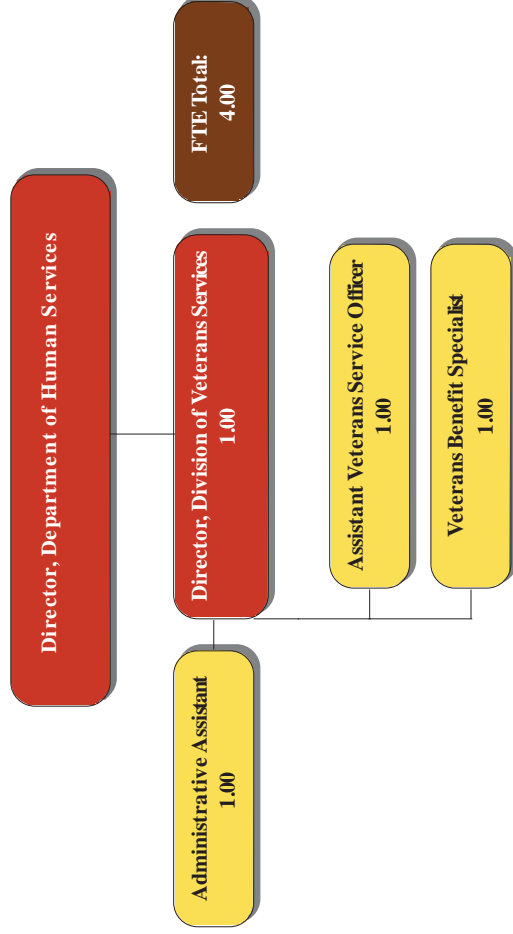 Director, Department of Human Services
Director, Division of Veterans Services
1.00
FTE Total:
4.00
Administrative Assistant
1.00
Assistant Veterans Service Officer
1.00
Veterans Benefit Specialist
1.00